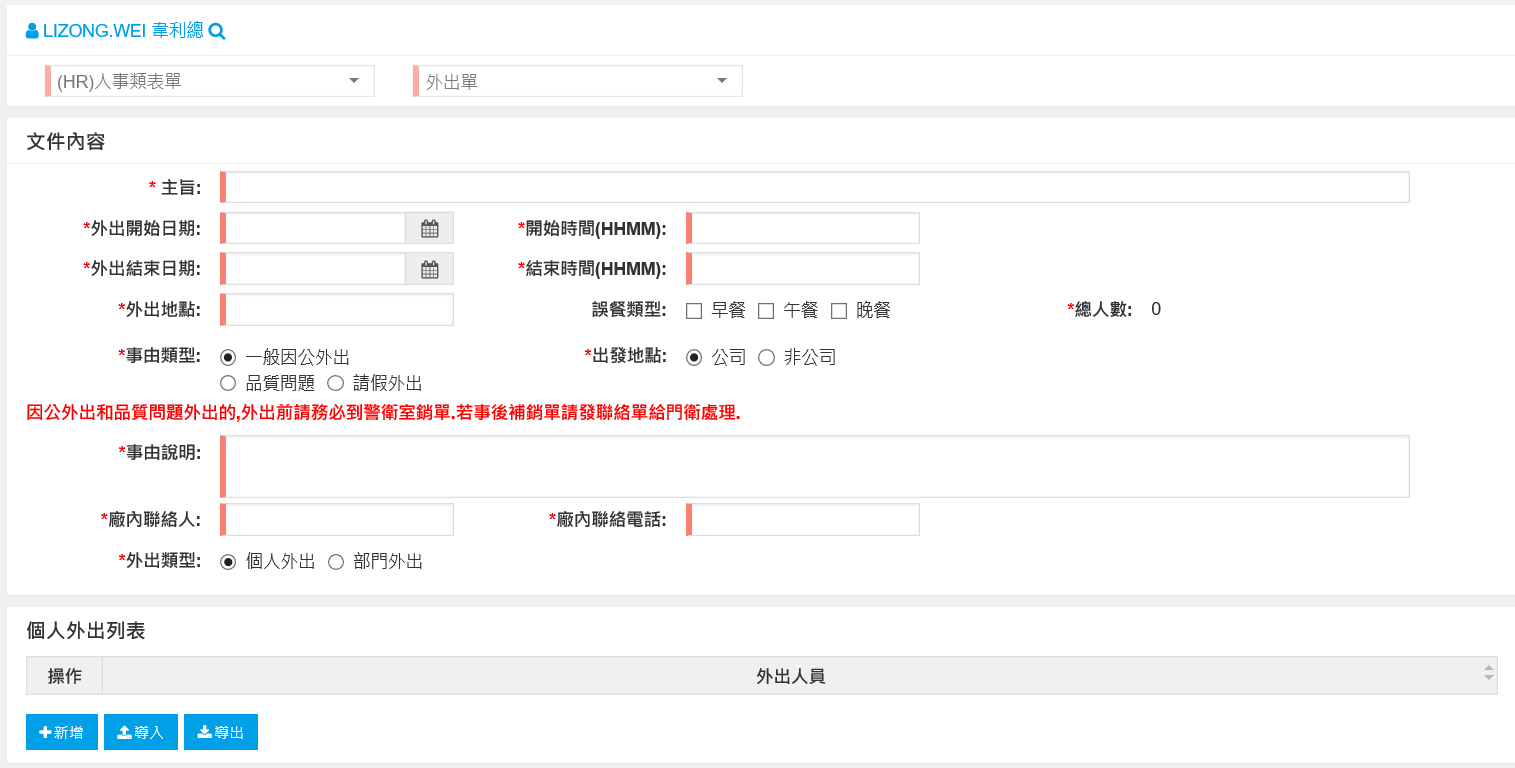 LIZONG.WEI 韋利總
(HR)人事類表單 外出單
文件內容
* 主旨:
*外出開始日期: *開始時間(HHMM):
*外出結束日期: *結束時間(HHMM):
*外出地點: 誤餐類型: 早餐 午餐 晚餐 *總人數: 0
*事由類型: 一般因公外出 *出發地點: 公司 非公司
品質問題 請假外出
因公外出和品質問題外出的,外出前請務必到警衛室銷單.若事後補銷單請發聯絡單給門衛處理.
*事由說明:
*廠內聯絡人: *廠內聯絡電話:
*外出類型: 個人外出 部門外出
個人外出列表
操作 外出人員
新增 導入 導出